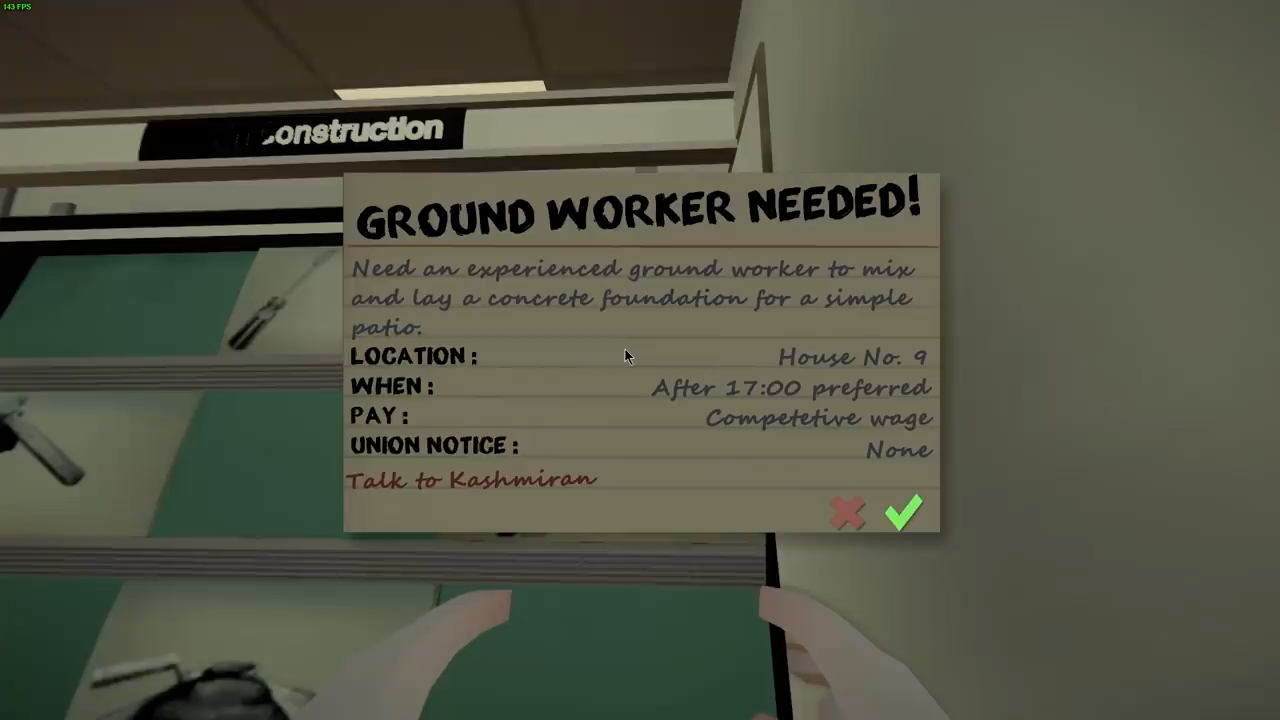 143 FPS
onstruction
GROUND WORKER NEEDED!
Need an experienced ground worker to mix
and lay a concrete foundation for a simple
patio.
LOCATION : House No. 9
WHEN : After 17:00 preferred
PAY : Competetive wage
UNION NOTICE : None
Talk to Kashmiran